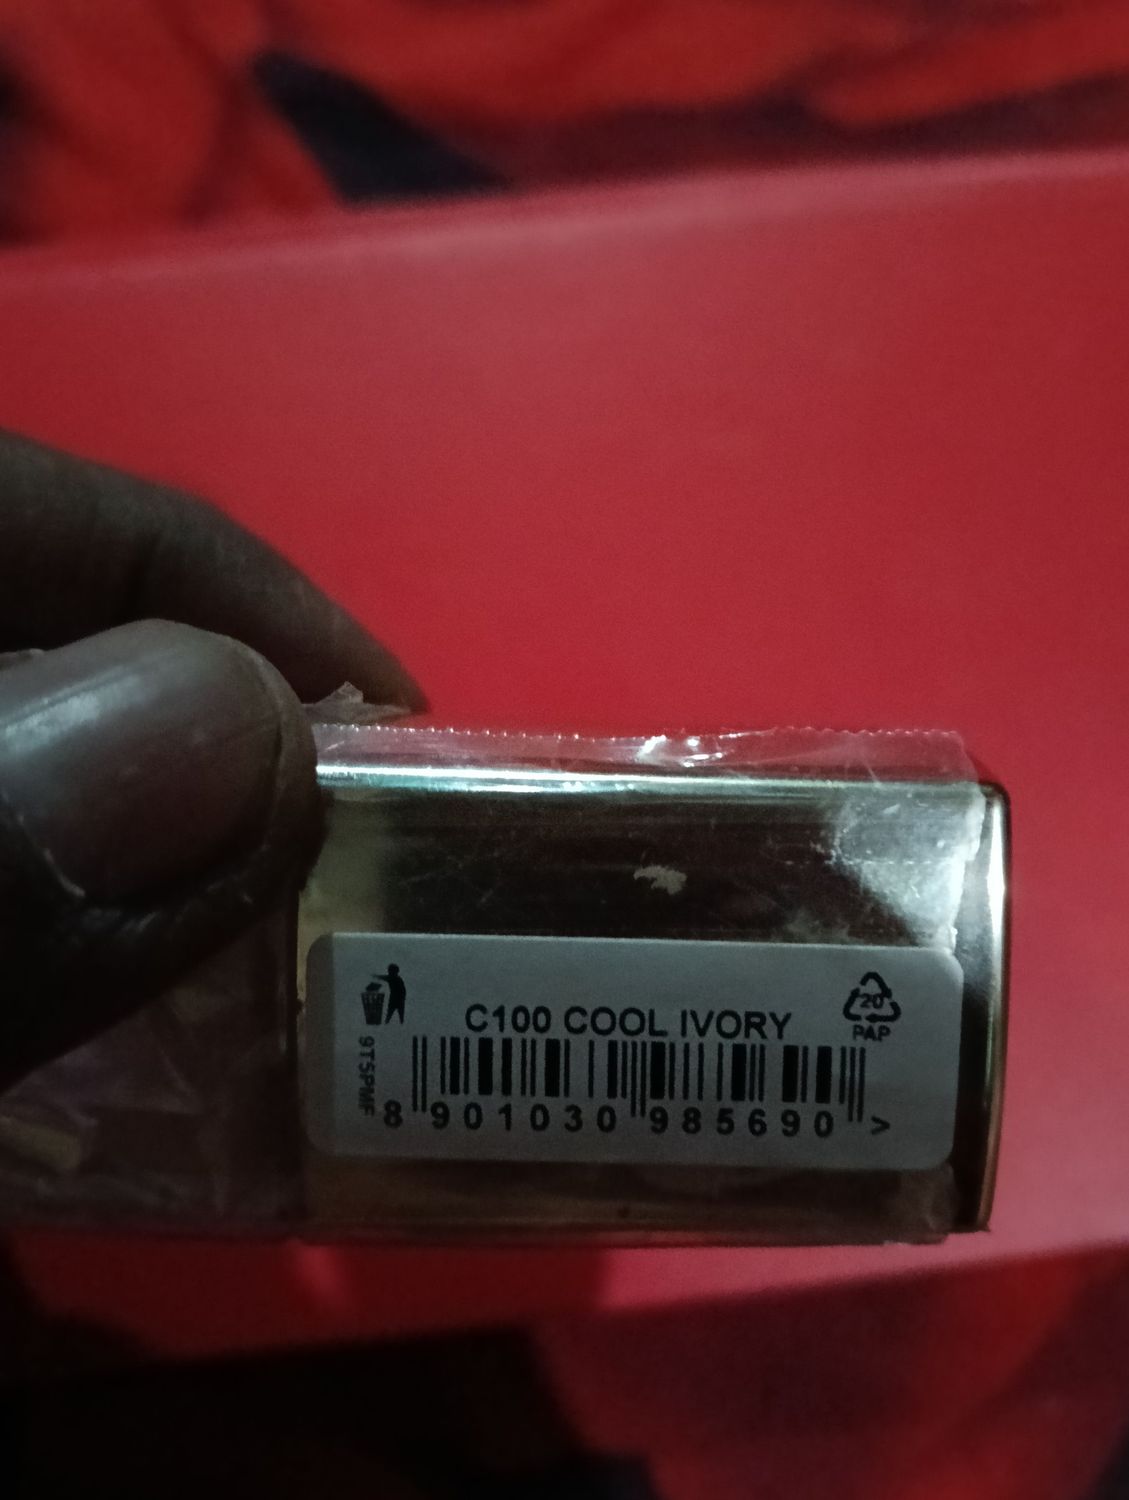 C100 COOL IVORY
20
PAP
9T5PMF
8 901030 985690 >